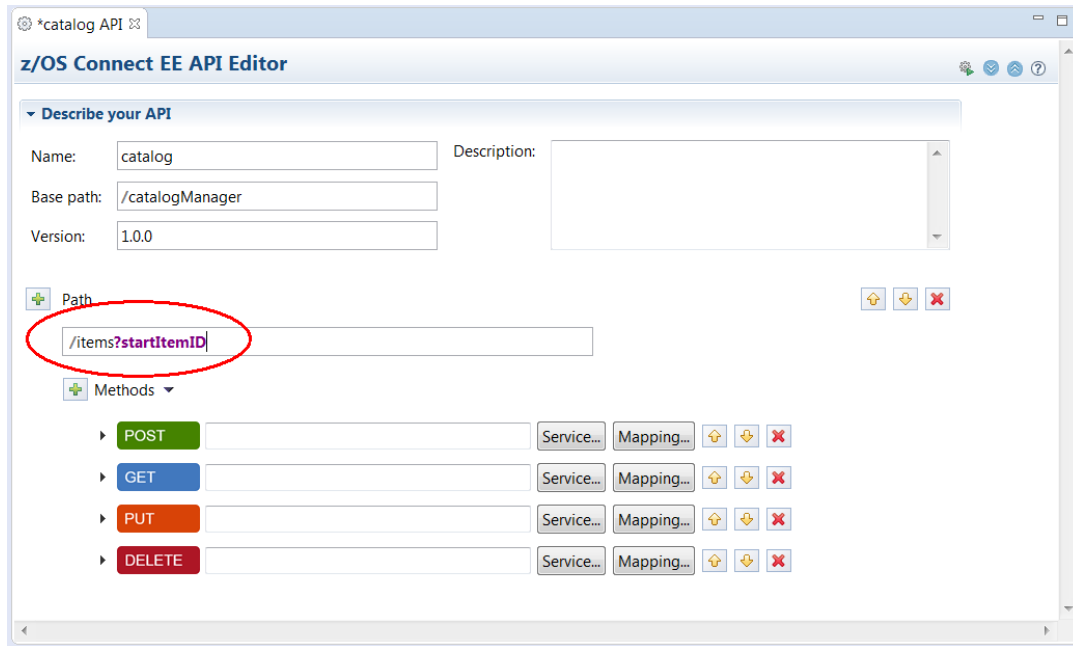 *catalog API
z/OS Connect EE API Editor
Describe your API
Name: catalog Description:
Base path: /catalogManager
Version: 1.0.0
Path
/items?startItemID
Methods
POST Service... Mapping...
GET Service... Mapping...
PUT Service... Mapping...
DELETE Service... Mapping...